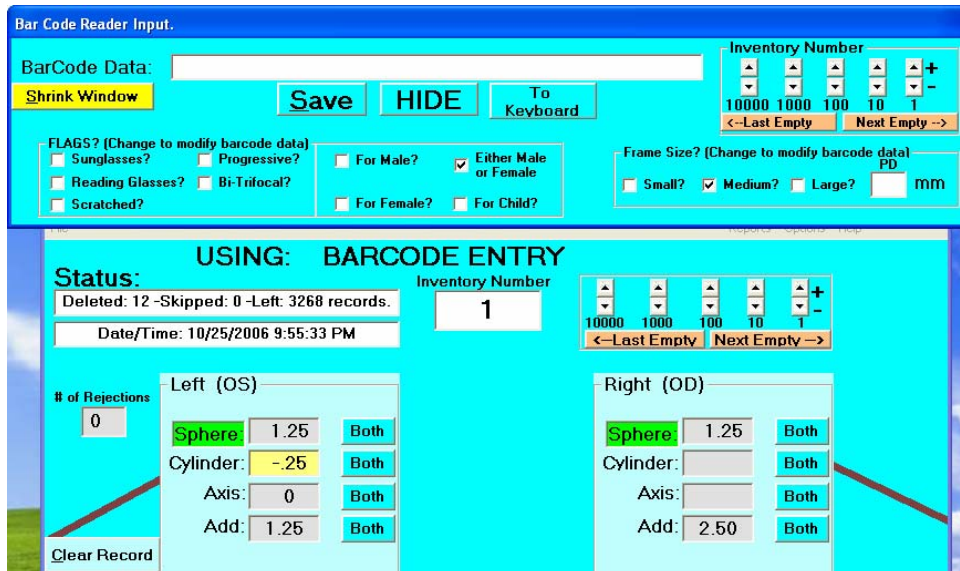 Bar Code Reader Input.
BarCode Data:
Shrink Window
Save
HIDE
To
Keyboard
Inventory Number
+
-
10000 1000 100 10 1
<--Last Empty Next Empty -->
FLAGS? (Change to modify barcode data)
Sunglasses? Progressive?
Reading Glasses? Bi-Trifocal?
Scratched?
For Male? Either Male
or Female
For Female? For Child?
Frame Size? (Change to modify barcode data)
PD
Small? Medium? Large? mm
File Reports Options Help
USING: BARCODE ENTRY
Status:
Deleted: 12 -Skipped: 0 -Left: 3268 records.
Date/Time: 10/25/2006 9:55:33 PM
Inventory Number
1
+
-
10000 1000 100 10 1
<--Last Empty Next Empty -->
# of Rejections
0
Left (OS)
Sphere: 1.25 Both
Cylinder: -.25 Both
Axis: 0 Both
Add: 1.25 Both
Right (OD)
Sphere: 1.25 Both
Cylinder: Both
Axis: Both
Add: 2.50 Both
Clear Record